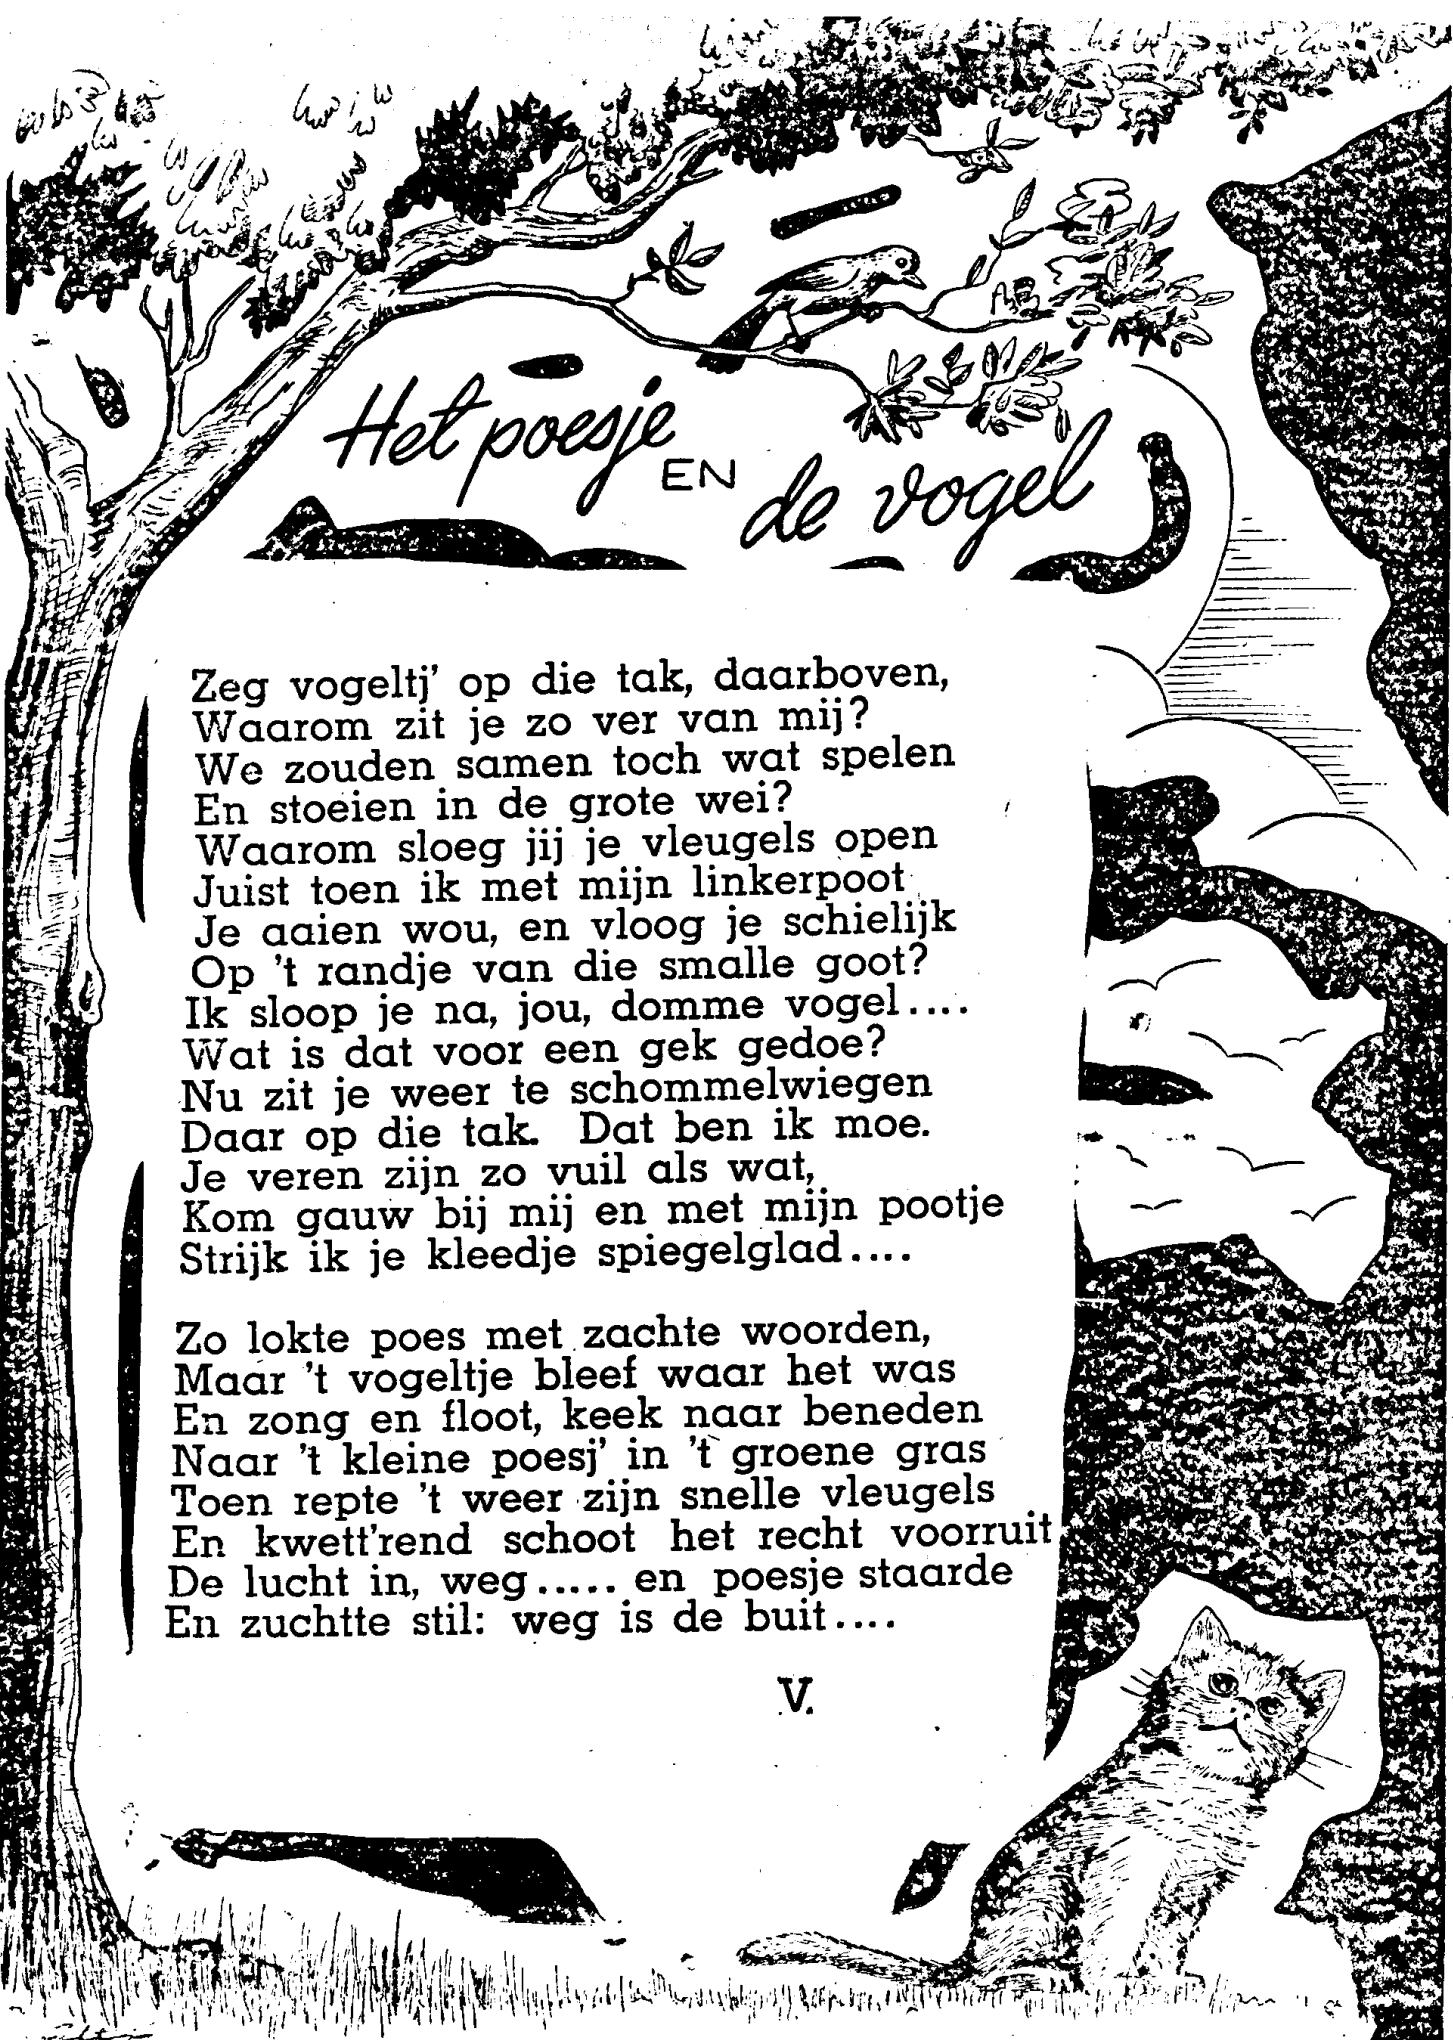 Het poesje
EN
de vogel
Zeg vogeltj' op die tak, daarboven,
Waarom zit je zo ver van mij?
We zouden samen toch wat spelen
En stoeien in de grote wei?
Waarom sloeg jij je vleugels open
Juist toen ik met mijn linkerpoot
Je aaien wou, en vloog je schielijk
Op 't randje van die smalle goot?
Ik sloop je na, jou, domme vogel....
Wat is dat voor een gek gedoe?
Nu zit je weer te schommelwiegen
Daar op die tak. Dat ben ik moe.
Je veren zijn zo vuil als wat,
Kom gauw bij mij en met mijn pootje
Strijk ik je kleedje spiegelglad....
Zo lokte poes met zachte woorden,
Maar 't vogeltje bleef waar het was
En zong en floot, keek naar beneden
Naar 't kleine poesj' in 't groene gras
Toen repte 't weer zijn snelle vleugels
En kwett'rend schoot het recht voorruit
De lucht in, weg..... en poesje staarde
En zuchtte stil: weg is de buit....
V.